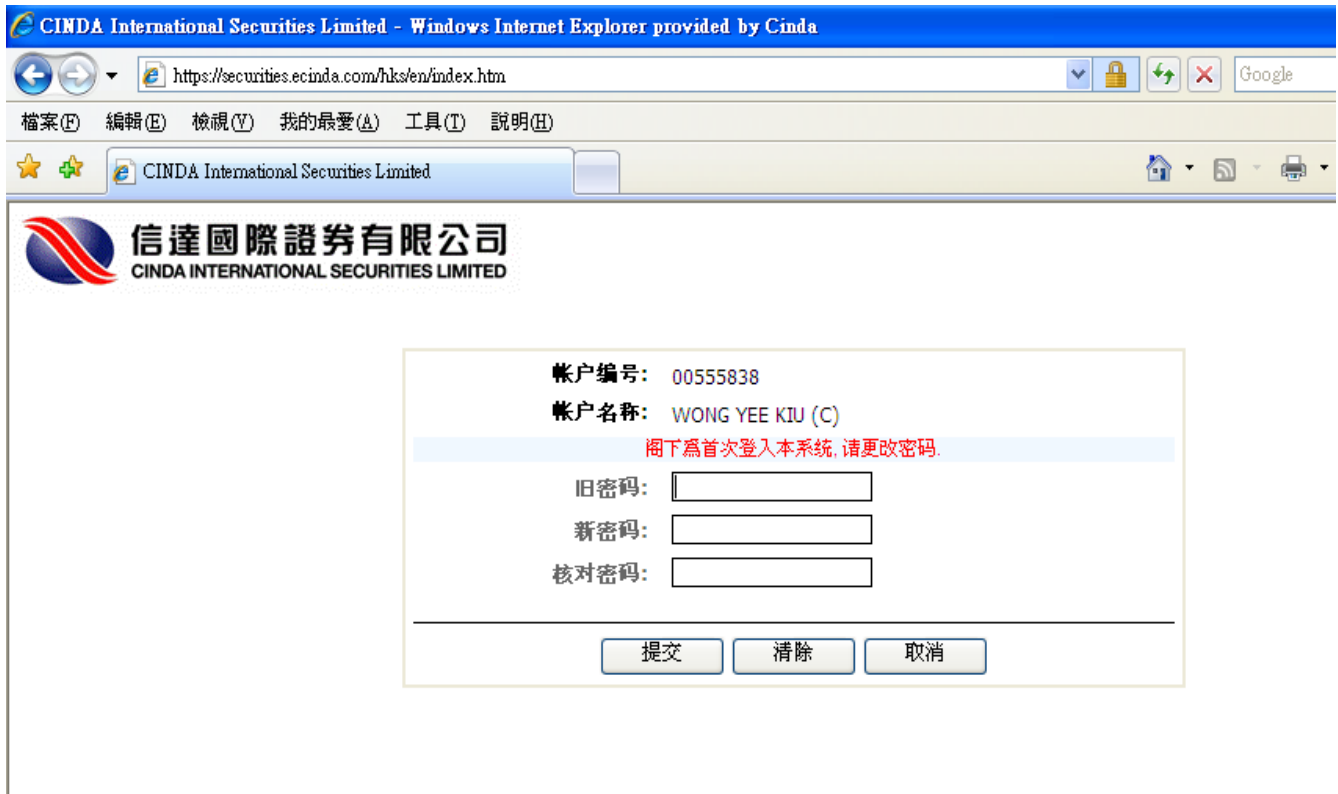 CINDA International Securities Limited - Windows Internet Explorer provided by Cinda
https://securities.ecinda.com/hks/en/index.htm
Google
檔案(F) 編輯(E) 檢視(V) 我的最愛(A) 工具(T) 說明(H)
CINDA International Securities Limited
信達國際證券有限公司
CINDA INTERNATIONAL SECURITIES LIMITED
帐户编号: 00555838
帐户名称: WONG YEE KIU (C)
阁下爲首次登入本系统, 请更改密码.
旧密码:
新密码:
核对密码:
提交 清除 取消